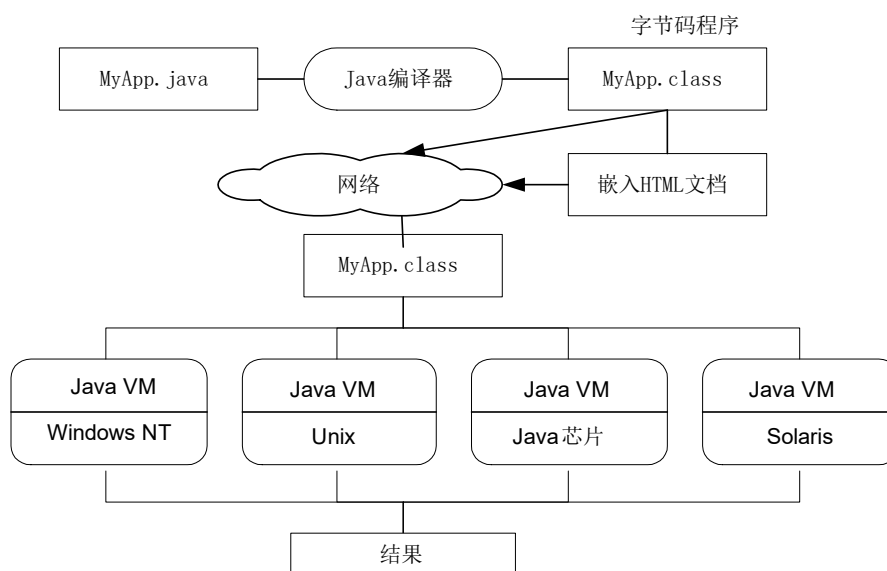 字节码程序
MyApp.java
Java编译器
MyApp.class
网络
嵌入HTML文档
MyApp.class
Java VM
Java VM
Java VM
Java VM
Windows NT
Unix
Java芯片
Solaris
结果